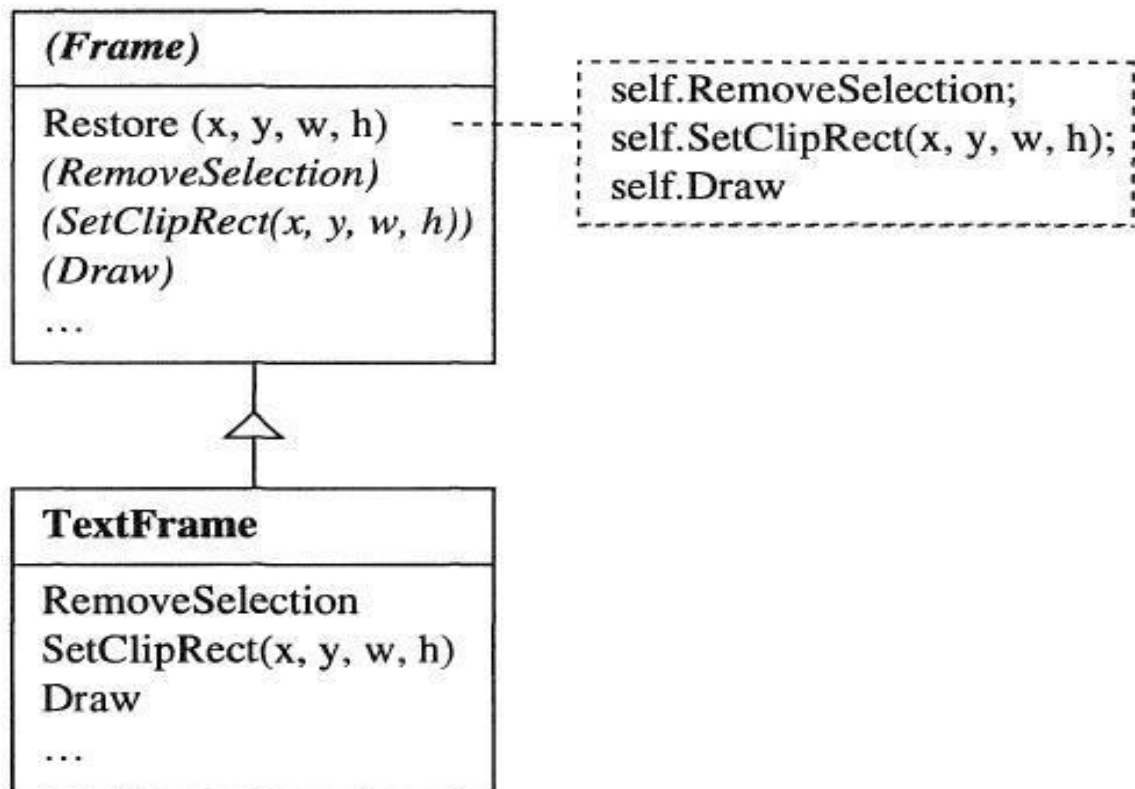 (Frame)
Restore (x, y, w, h)
(RemoveSelection)
(SetClipRect(x, y, w, h))
(Draw)
...
self.RemoveSelection;
self.SetClipRect(x, y, w, h);
self.Draw
TextFrame
RemoveSelection
SetClipRect(x, y, w, h)
Draw
...